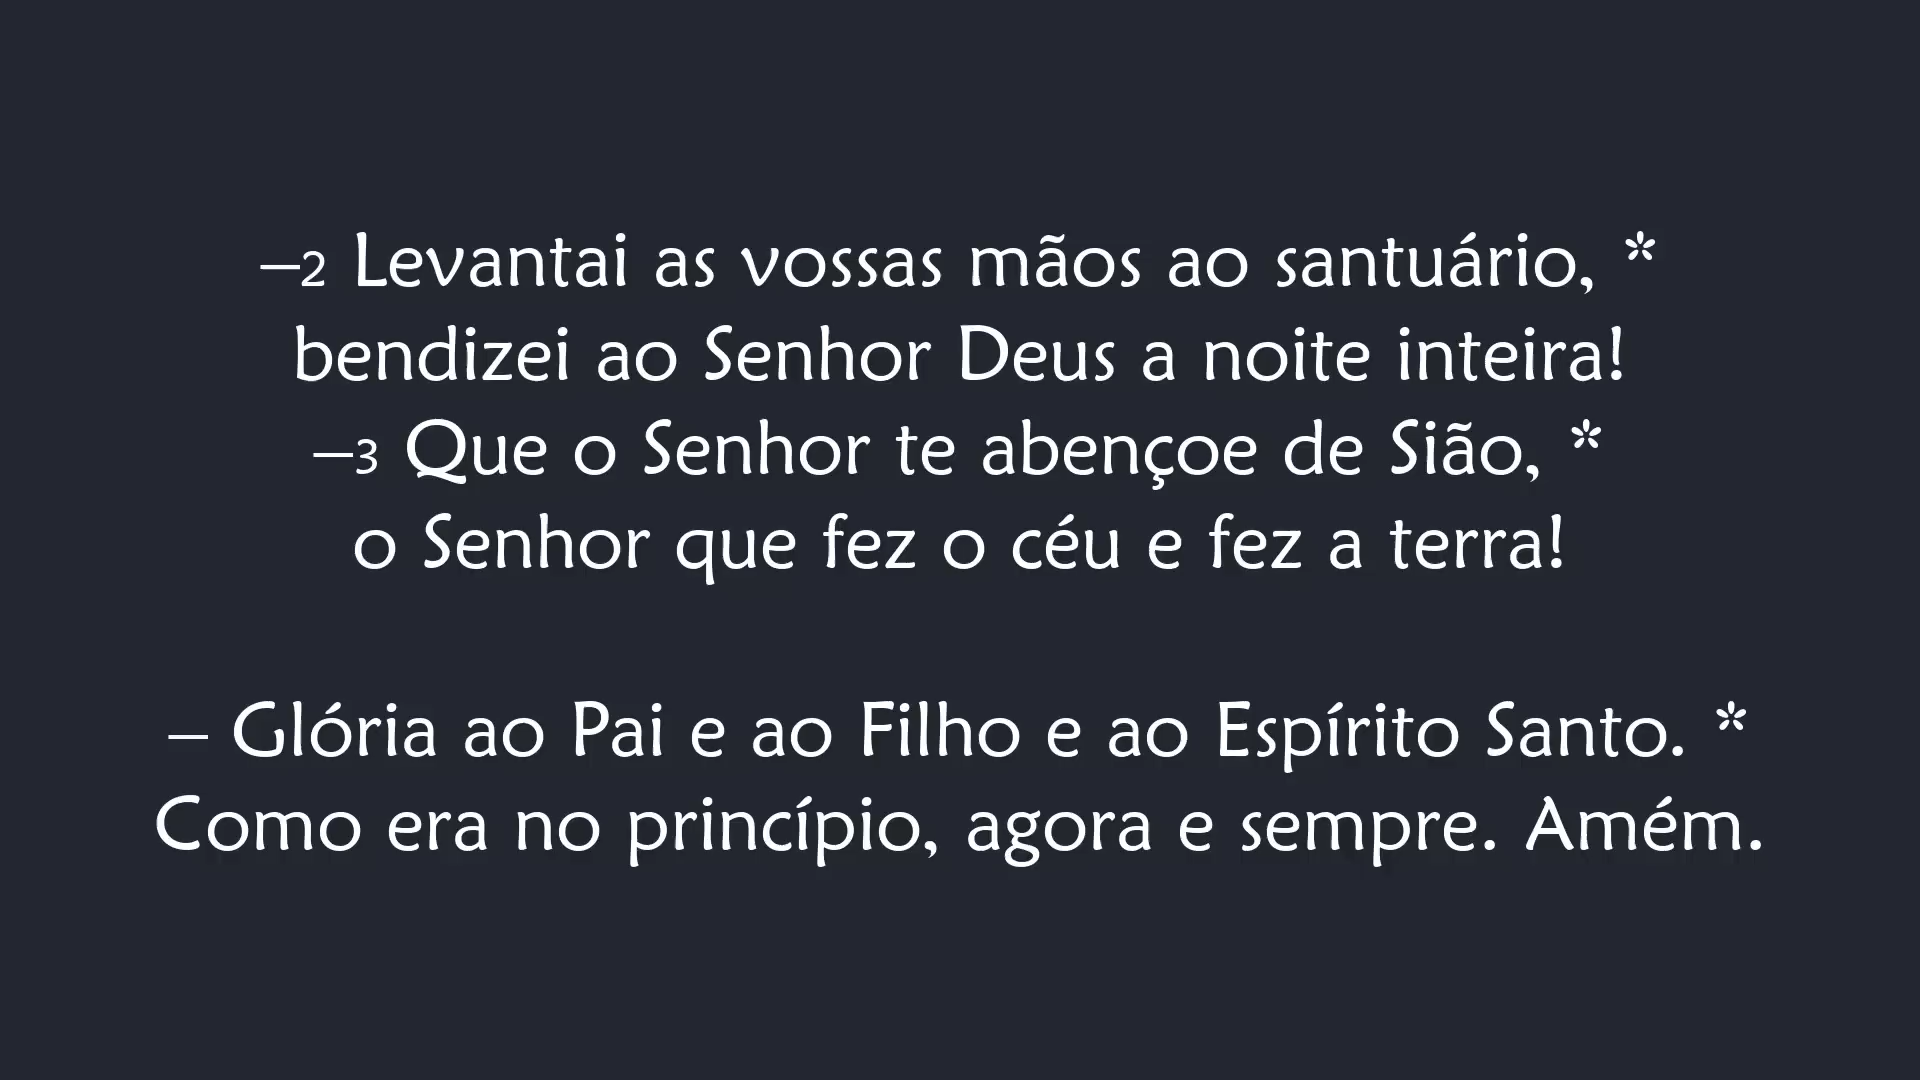 –2 Levantai as vossas mãos ao santuário, *
bendizei ao Senhor Deus a noite inteira!
–3 Que o Senhor te abençoe de Sião, *
o Senhor que fez o céu e fez a terra!
– Glória ao Pai e ao Filho e ao Espírito Santo. *
Como era no princípio, agora e sempre. Amém.